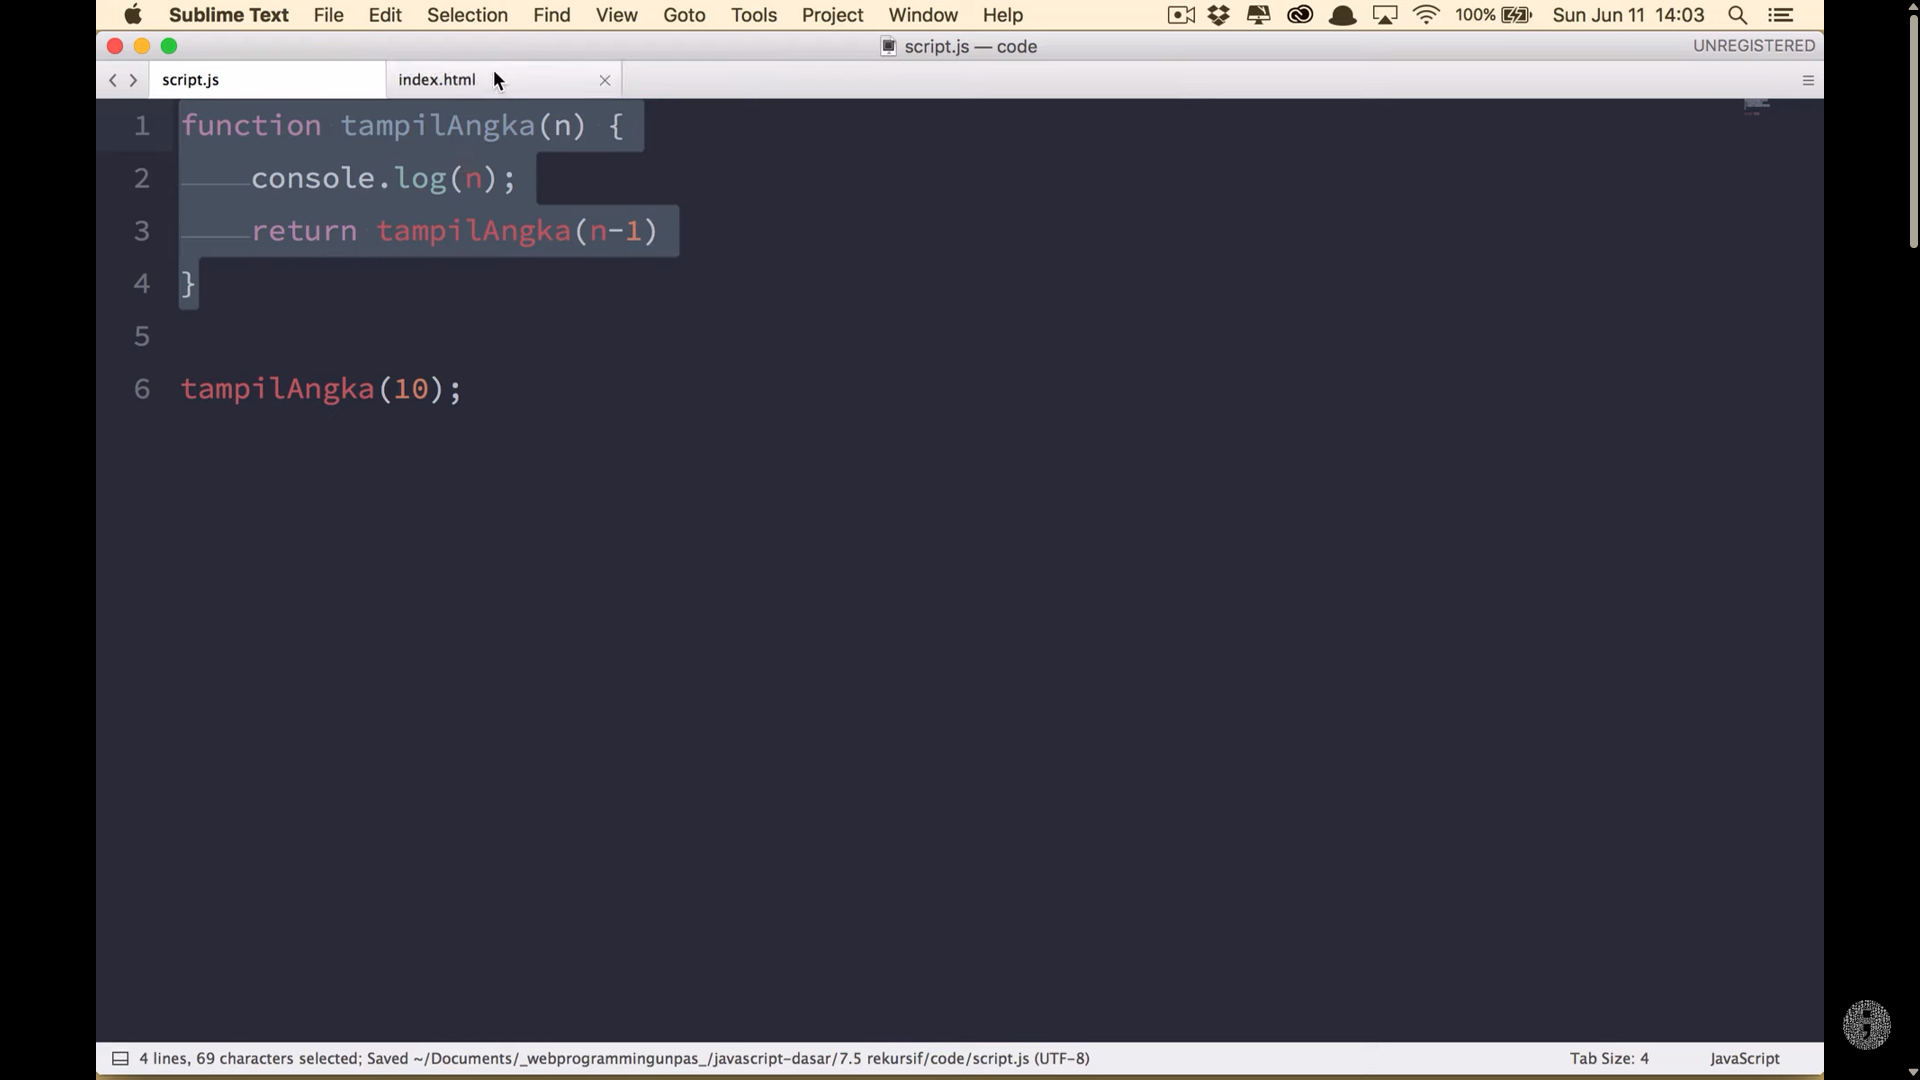 Sublime Text File Edit Selection Find View Goto Tools Project Window Help 100% Sun Jun 11 14:03
script.js — code UNREGISTERED
script.js index.html
1 function tampilAngka(n) {
2 console.log(n);
3 return tampilAngka(n-1)
4 }
5
6 tampilAngka(10);
4 lines, 69 characters selected; Saved ~/Documents/_webprogrammingunpas_/javascript-dasar/7.5 rekursif/code/script.js (UTF-8) Tab Size: 4 JavaScript